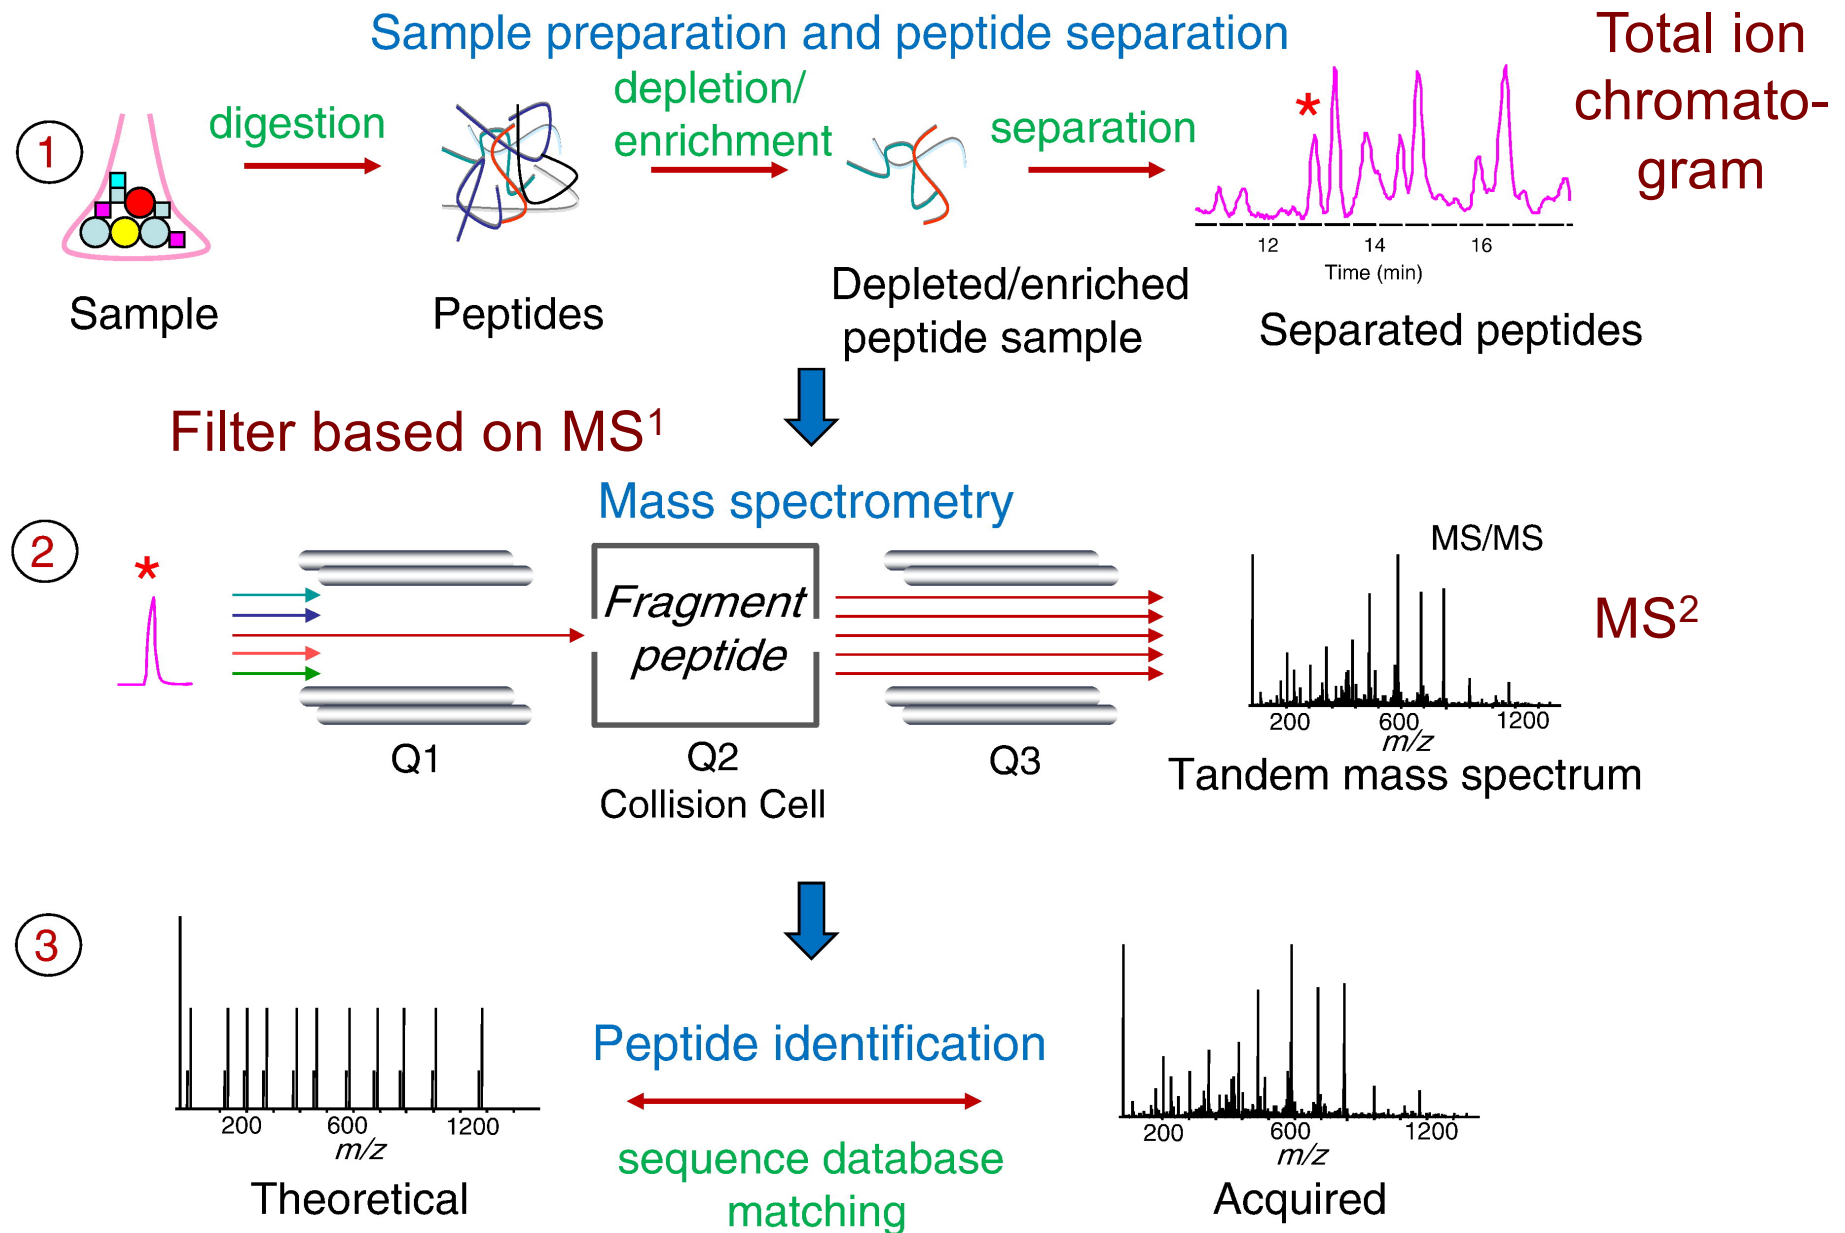 Sample preparation and peptide separation
Total ion
chromato-
gram
1
digestion
depletion/
enrichment
separation
*
12 14 16
Time (min)
Sample
Peptides
Depleted/enriched
peptide sample
Separated peptides
Filter based on MS1
Mass spectrometry
2
*
Fragment
peptide
MS/MS
MS2
200 600 1200
m/z
Q1
Q2
Q3
Collision Cell
Tandem mass spectrum
3
200 600 1200
m/z
Theoretical
Peptide identification
sequence database
matching
200 600 1200
m/z
Acquired